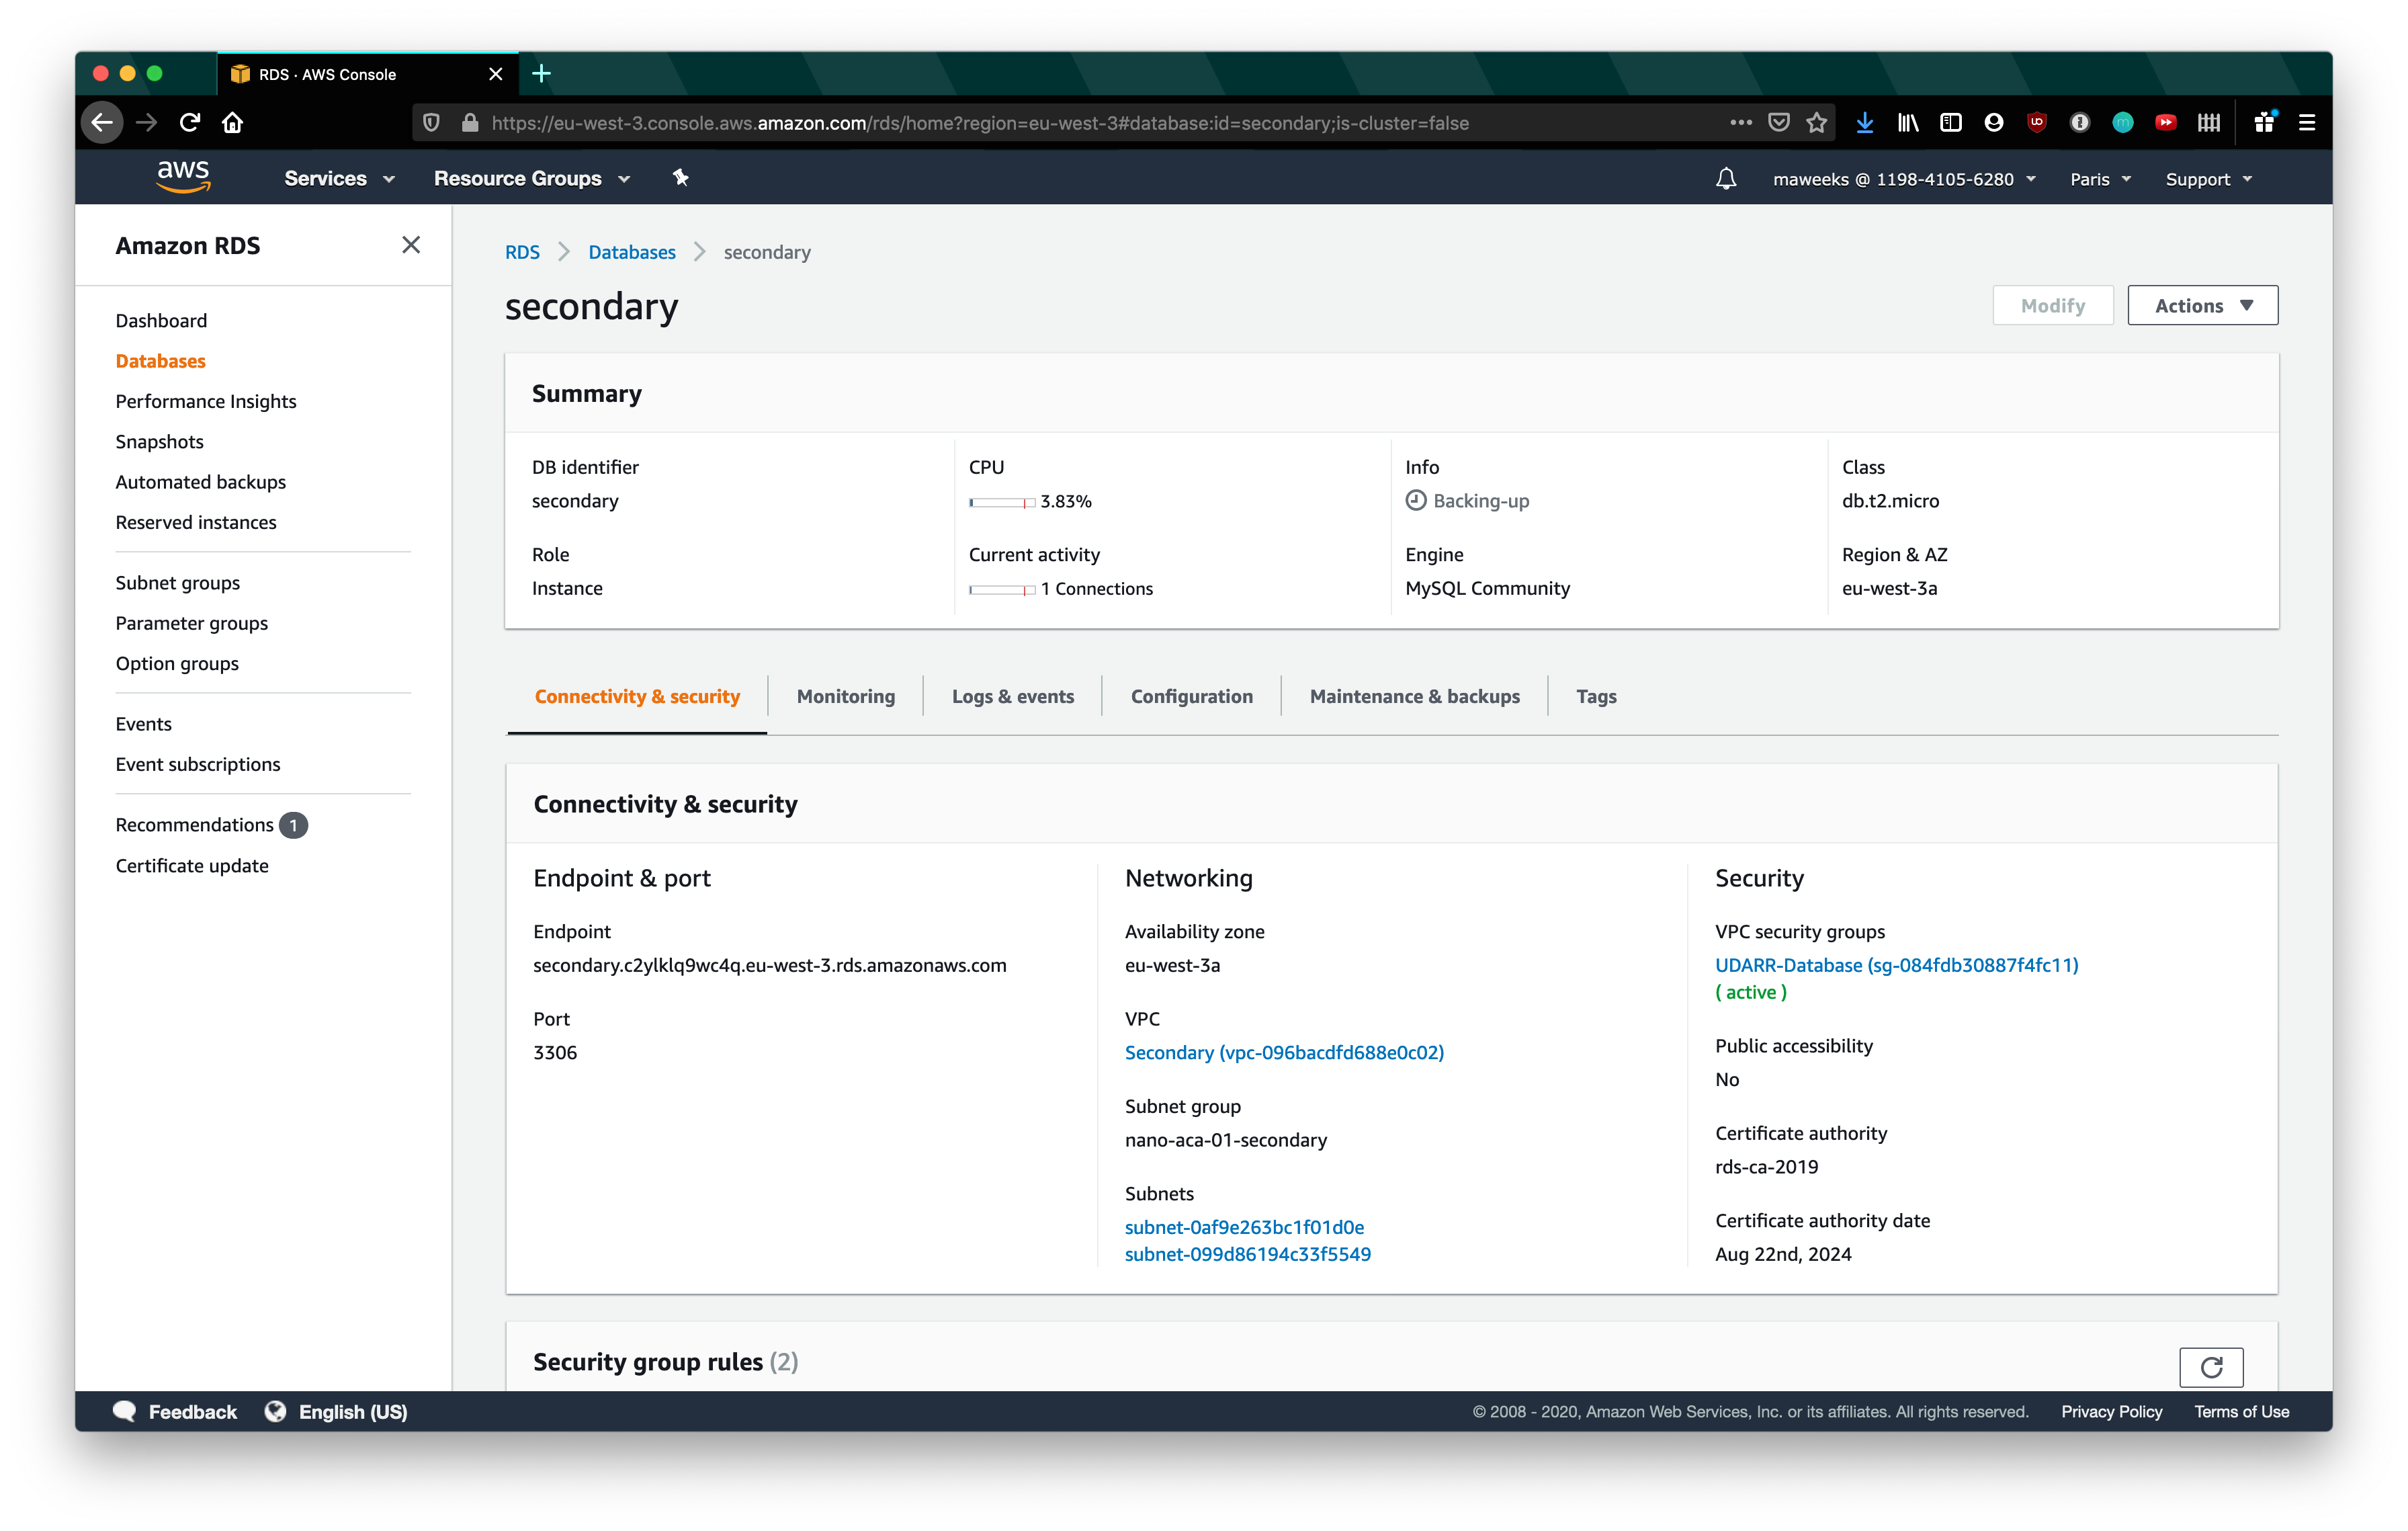 RDS · AWS Console
https://eu-west-3.console.aws.amazon.com/rds/home?region=eu-west-3#database:id=secondary;is-cluster=false
aws
Services
Resource Groups
maweeks @ 1198-4105-6280
Paris
Support
Amazon RDS
Dashboard
Databases
Performance Insights
Snapshots
Automated backups
Reserved instances
Subnet groups
Parameter groups
Option groups
Events
Event subscriptions
Recommendations 1
Certificate update
RDS
Databases
secondary
secondary
Modify
Actions
Summary
DB identifier
secondary
Role
Instance
CPU
3.83%
Current activity
1 Connections
Info
Backing-up
Engine
MySQL Community
Class
db.t2.micro
Region & AZ
eu-west-3a
Connectivity & security
Monitoring
Logs & events
Configuration
Maintenance & backups
Tags
Connectivity & security
Endpoint & port
Endpoint
secondary.c2ylklq9wc4q.eu-west-3.rds.amazonaws.com
Port
3306
Networking
Availability zone
eu-west-3a
VPC
Secondary (vpc-096bacdfd688e0c02)
Subnet group
nano-aca-01-secondary
Subnets
subnet-0af9e263bc1f01d0e
subnet-099d86194c33f5549
Security
VPC security groups
UDARR-Database (sg-084fdb30887f4fc11)
( active )
Public accessibility
No
Certificate authority
rds-ca-2019
Certificate authority date
Aug 22nd, 2024
Security group rules (2)
Feedback
English (US)
© 2008 - 2020, Amazon Web Services, Inc. or its affiliates. All rights reserved.
Privacy Policy
Terms of Use